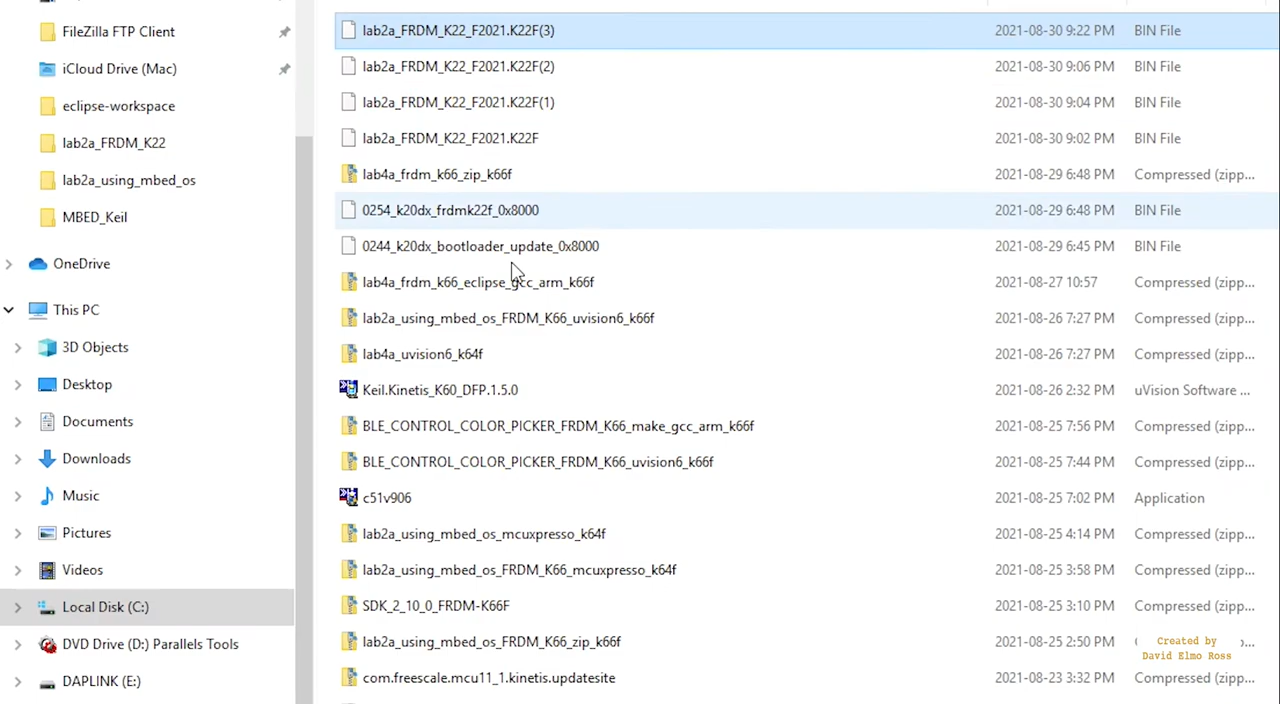 FileZilla FTP Client
iCloud Drive (Mac)
eclipse-workspace
lab2a_FRDM_K22
lab2a_using_mbed_os
MBED_Keil
OneDrive
This PC
3D Objects
Desktop
Documents
Downloads
Music
Pictures
Videos
Local Disk (C:)
DVD Drive (D:) Parallels Tools
DAPLINK (E:)
lab2a_FRDM_K22_F2021.K22F(3) 2021-08-30 9:22 PM BIN File
lab2a_FRDM_K22_F2021.K22F(2) 2021-08-30 9:06 PM BIN File
lab2a_FRDM_K22_F2021.K22F(1) 2021-08-30 9:04 PM BIN File
lab2a_FRDM_K22_F2021.K22F 2021-08-30 9:02 PM BIN File
lab4a_frdm_k66_zip_k66f 2021-08-29 6:48 PM Compressed (zipp...
0254_k20dx_frdmk22f_0x8000 2021-08-29 6:48 PM BIN File
0244_k20dx_bootloader_update_0x8000 2021-08-29 6:45 PM BIN File
lab4a_frdm_k66_eclipse_gcc_arm_k66f 2021-08-27 10:57 Compressed (zipp...
lab2a_using_mbed_os_FRDM_K66_uvision6_k66f 2021-08-26 7:27 PM Compressed (zipp...
lab4a_uvision6_k64f 2021-08-26 7:27 PM Compressed (zipp...
Keil.Kinetis_K60_DFP.1.5.0 2021-08-26 2:32 PM uVision Software ...
BLE_CONTROL_COLOR_PICKER_FRDM_K66_make_gcc_arm_k66f 2021-08-25 7:56 PM Compressed (zipp...
BLE_CONTROL_COLOR_PICKER_FRDM_K66_uvision6_k66f 2021-08-25 7:44 PM Compressed (zipp...
c51v906 2021-08-25 7:02 PM Application
lab2a_using_mbed_os_mcuxpresso_k64f 2021-08-25 4:14 PM Compressed (zipp...
lab2a_using_mbed_os_FRDM_K66_mcuxpresso_k64f 2021-08-25 3:58 PM Compressed (zipp...
SDK_2_10_0_FRDM-K66F 2021-08-25 3:10 PM Compressed (zipp...
lab2a_using_mbed_os_FRDM_K66_zip_k66f 2021-08-25 2:50 PM
Created by
David Elmo Ross
com.freescale.mcu11_1.kinetis.updatesite 2021-08-23 3:32 PM Compressed (zipp...